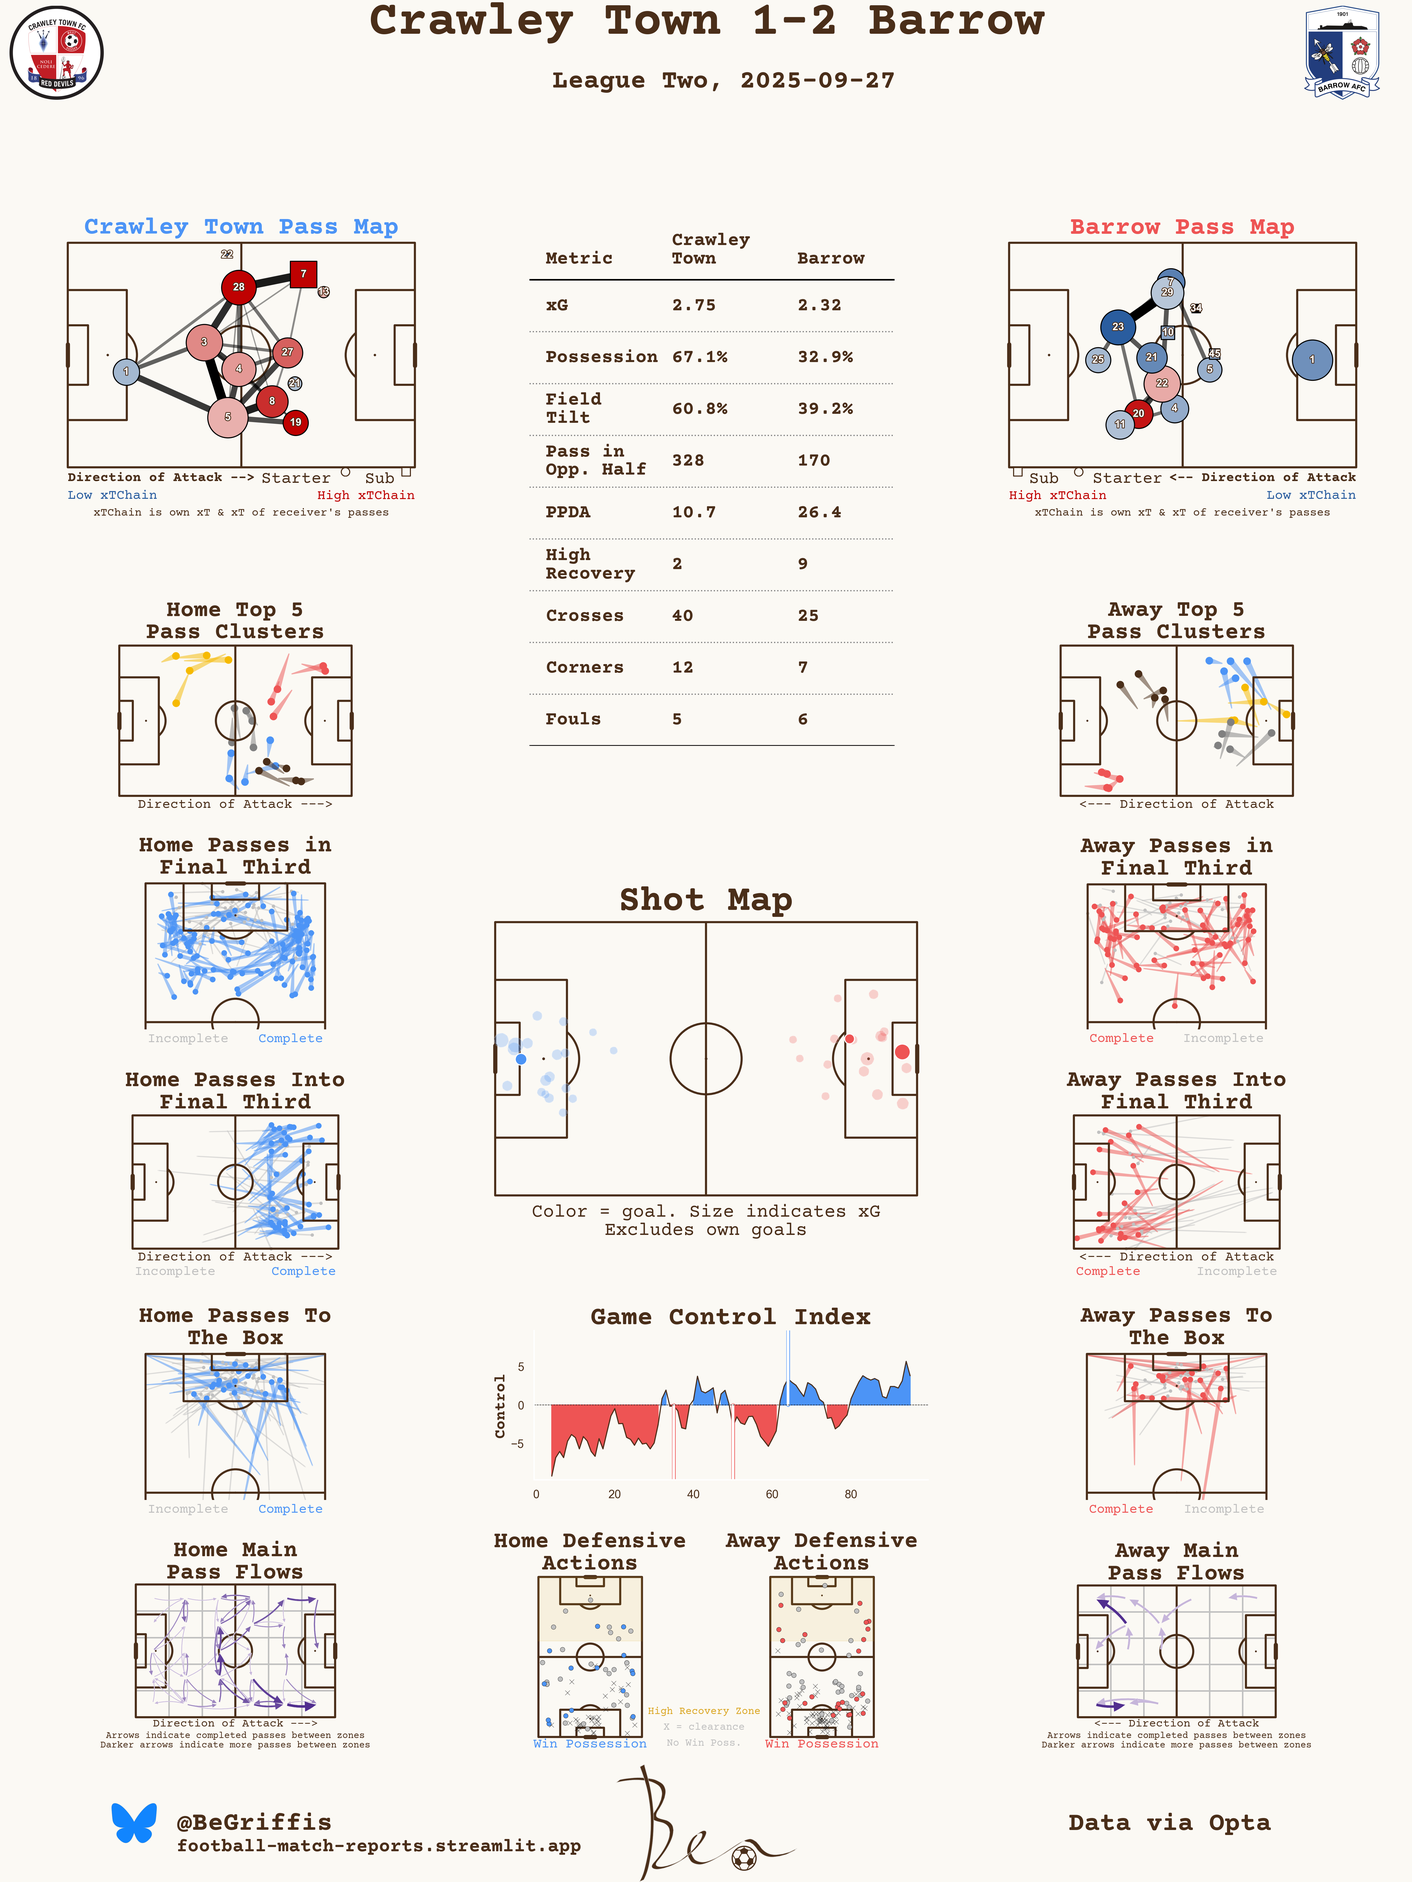 Crawley Town 1-2 Barrow
League Two, 2025-09-27
CRAWLEY TOWN FC
NOLI
CEDERE
18 96
RED DEVILS
1901
BARROW AFC
Crawley Town Pass Map
22
7
28
13
3
27
4
1
21
8
5
19
Direction of Attack --> Starter Sub
Low xTChain High xTChain
xTChain is own xT & xT of receiver's passes
Metric Crawley Town Barrow
xG 2.75 2.32
Possession 67.1% 32.9%
Field Tilt 60.8% 39.2%
Pass in Opp. Half 328 170
PPDA 10.7 26.4
High Recovery 2 9
Crosses 40 25
Corners 12 7
Fouls 5 6
Barrow Pass Map
7
29
34
23
10
25
21
45
5
1
22
20
4
11
Sub Starter <-- Direction of Attack
High xTChain Low xTChain
xTChain is own xT & xT of receiver's passes
Home Top 5
Pass Clusters
Direction of Attack --->
Away Top 5
Pass Clusters
<--- Direction of Attack
Home Passes in
Final Third
Incomplete Complete
Away Passes in
Final Third
Complete Incomplete
Shot Map
Color = goal. Size indicates xG
Excludes own goals
Home Passes Into
Final Third
Direction of Attack --->
Incomplete Complete
Away Passes Into
Final Third
<--- Direction of Attack
Complete Incomplete
Home Passes To
The Box
Incomplete Complete
Game Control Index
Control
5
0
−5
0 20 40 60 80
Away Passes To
The Box
Complete Incomplete
Home Main
Pass Flows
Direction of Attack --->
Arrows indicate completed passes between zones
Darker arrows indicate more passes between zones
Home Defensive
Actions
Win Possession
High Recovery Zone
X = clearance
No Win Poss.
Away Defensive
Actions
Win Possession
Away Main
Pass Flows
<--- Direction of Attack
Arrows indicate completed passes between zones
Darker arrows indicate more passes between zones
@BeGriffis
football-match-reports.streamlit.app
Ben
Data via Opta